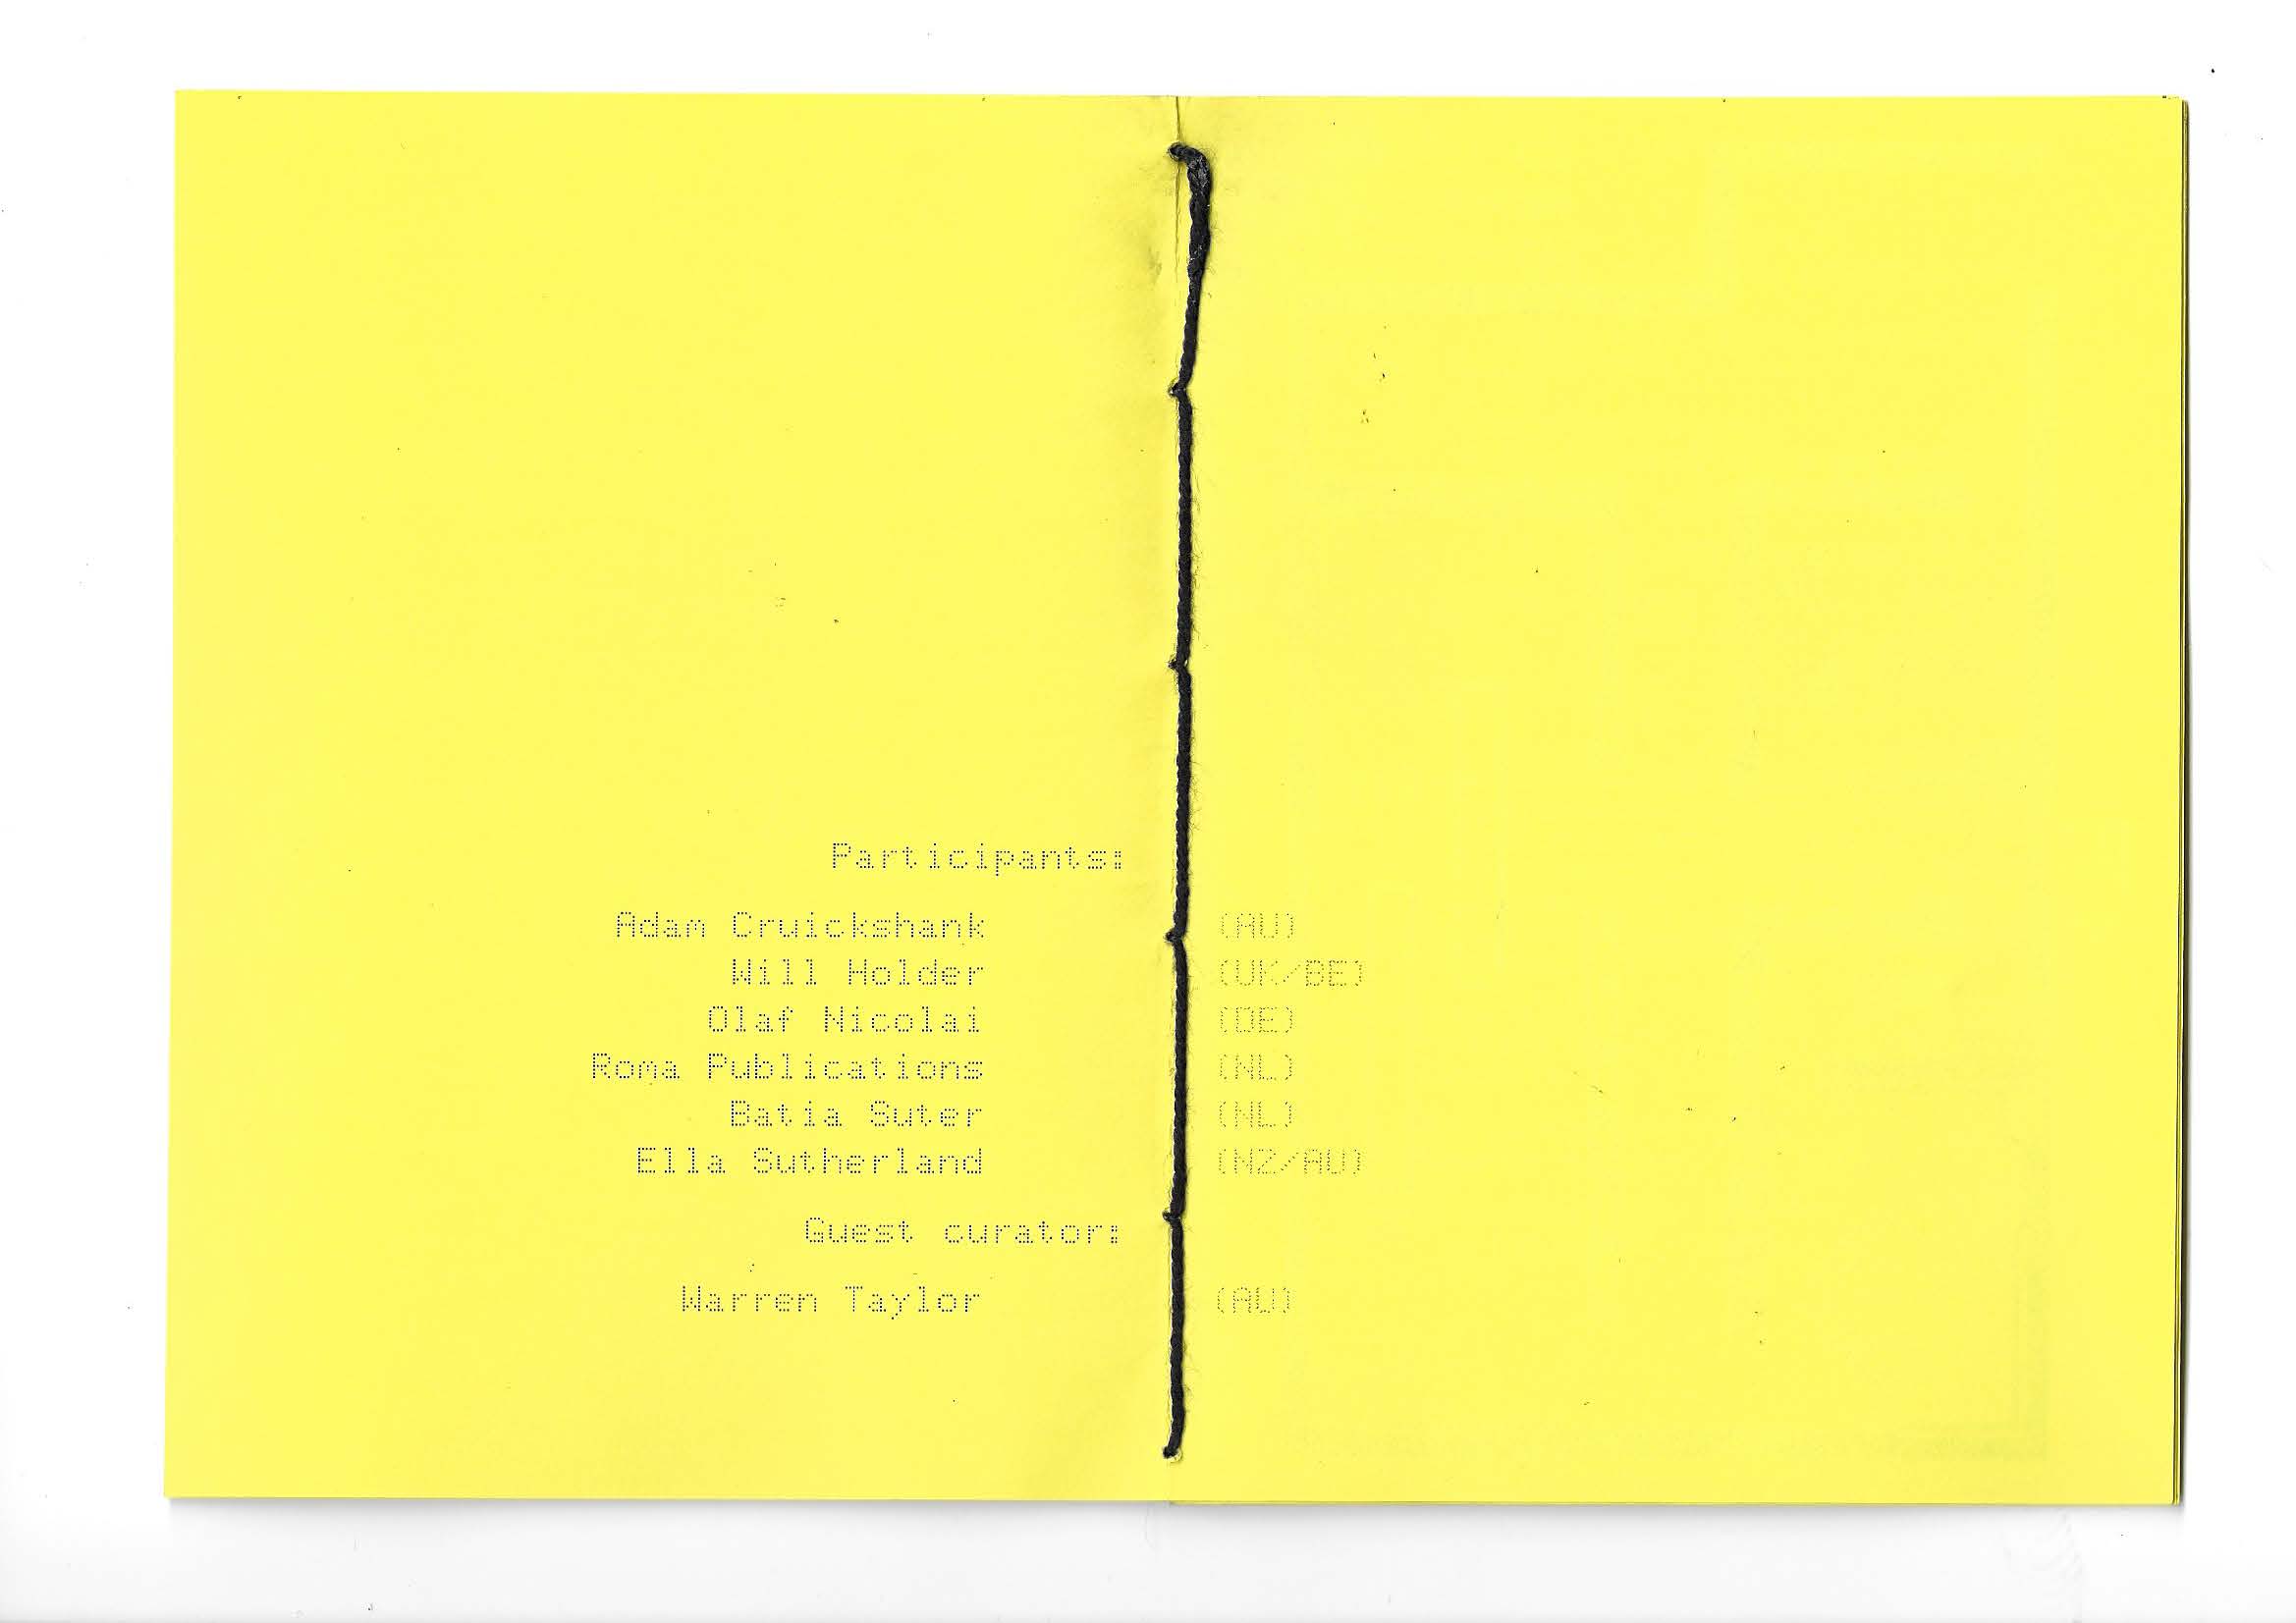 Participants:
Adam Cruickshank (AU)
Will Holder (UK/BE)
Olaf Nicolai (DE)
Roma Publications (NL)
Batia Suter (NL)
Ella Sutherland (NZ/AU)
Guest curator:
Warren Taylor (AU)